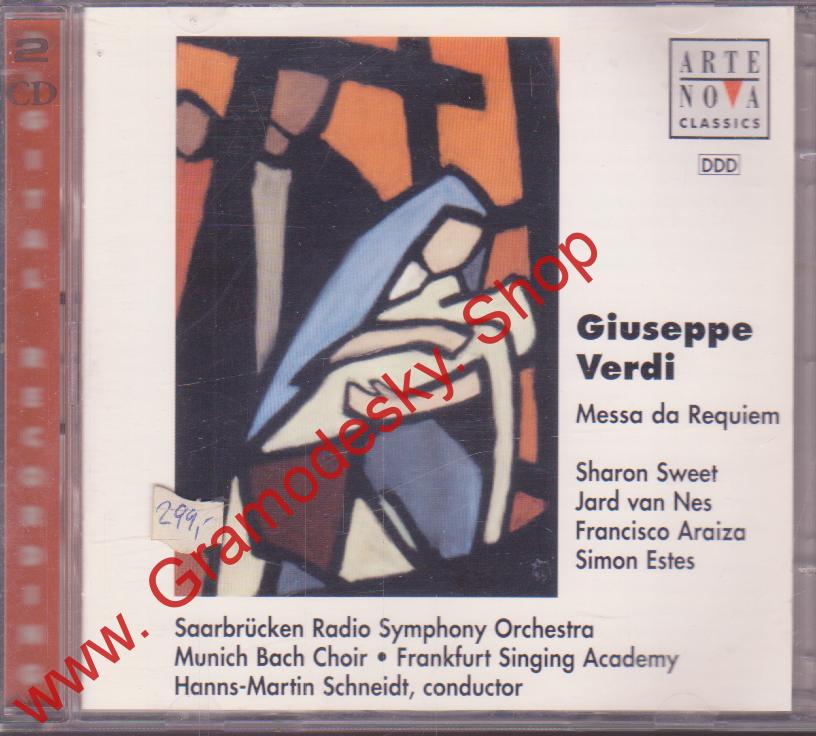 2
CD
DIGITAL RECORDING
ARTE
NOVA
CLASSICS
DDD
Giuseppe
Verdi
Messa da Requiem
Sharon Sweet
Jard van Nes
Francisco Araiza
Simon Estes
299,-
Saarbrücken Radio Symphony Orchestra
Munich Bach Choir • Frankfurt Singing Academy
Hanns-Martin Schneidt, conductor
www. Gramodesky. Shop